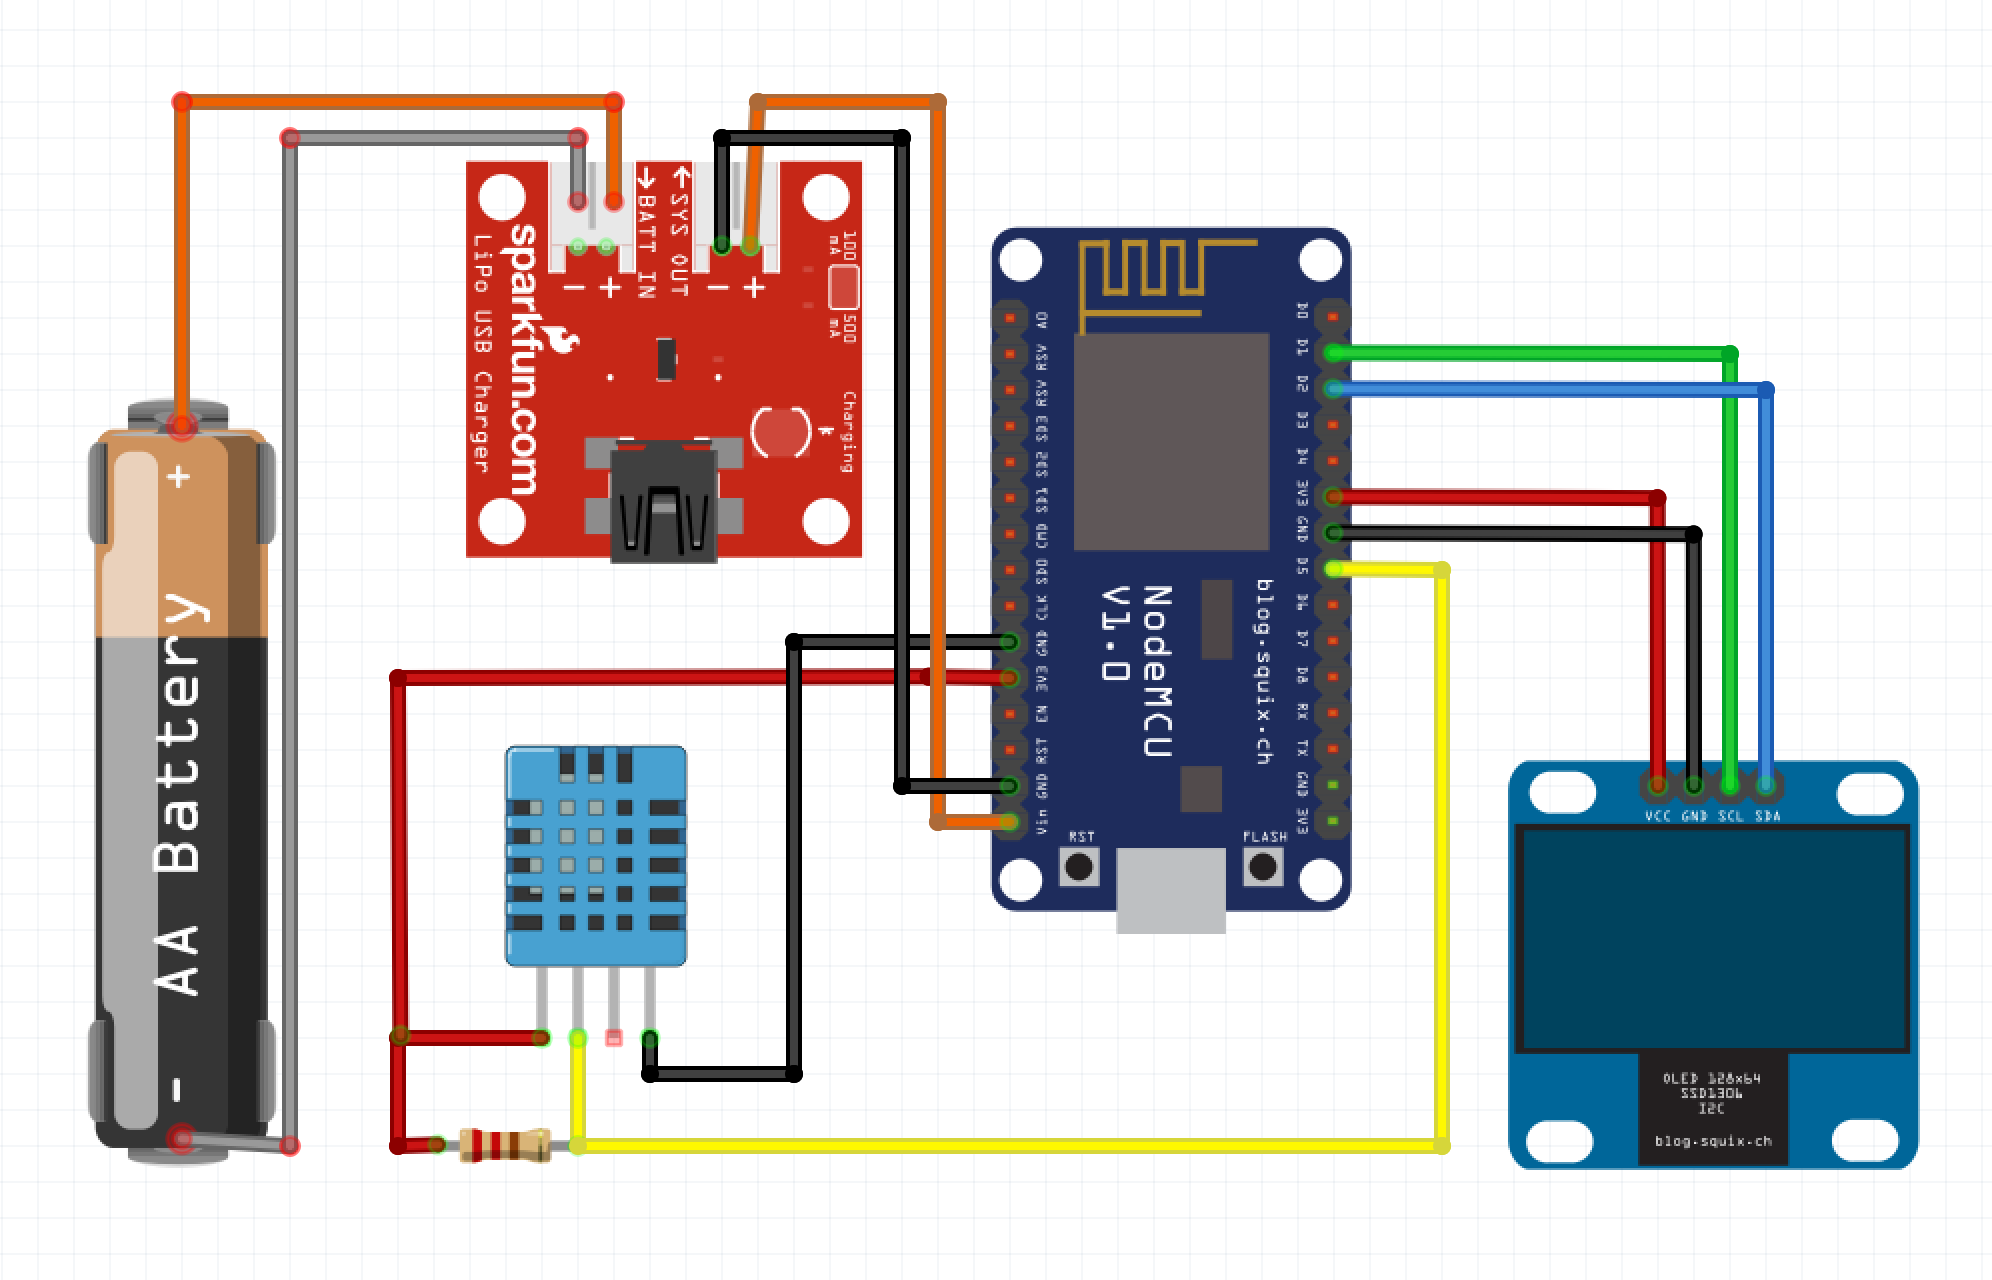 +
AA Battery
-
←BATT IN
→SYS OUT
100 mA
500 mA
- +
- +
sparkfun.com
LiPo USB Charger
Charging
*
A0
RSV
RSV
SD3
SD2
SD1
CMD
SD0
CLK
GND
3V3
EN
RST
GND
Vin
D0
D1
D2
D3
D4
3V3
GND
D5
D6
D7
D8
RX
TX
GND
3V3
NodeMCU
V1.0
blog.squix.ch
RST
FLASH
VCC GND SCL SDA
OLED 128x64
SSD1306
I2C
blog.squix.ch